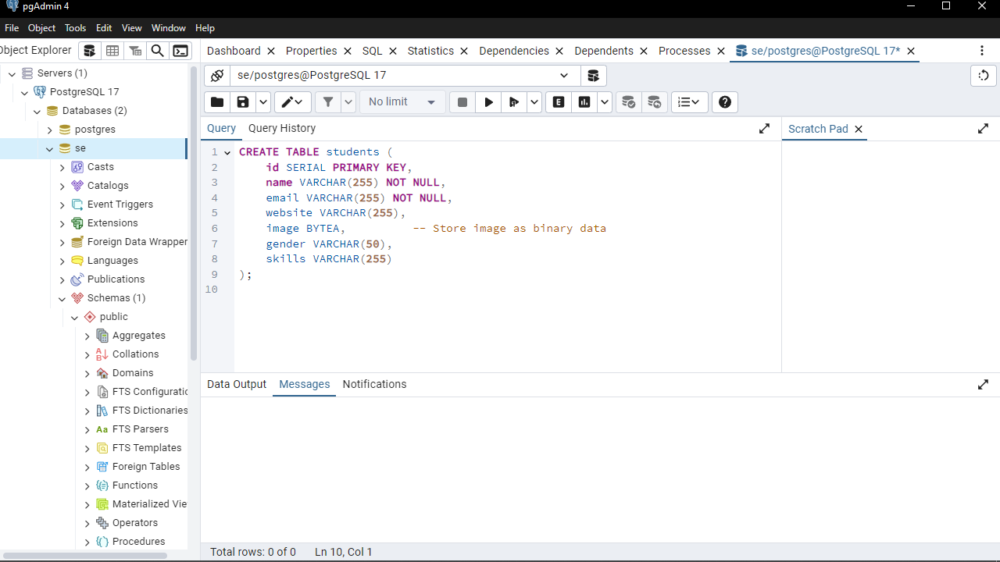 pgAdmin 4
File Object Tools Edit View Window Help
Object Explorer
Dashboard Properties SQL Statistics Dependencies Dependents Processes se/postgres@PostgreSQL 17*
Servers (1)
PostgreSQL 17
Databases (2)
postgres
se
Casts
Catalogs
Event Triggers
Extensions
Foreign Data Wrapper
Languages
Publications
Schemas (1)
public
Aggregates
Collations
Domains
FTS Configuratio
FTS Dictionaries
Aa FTS Parsers
FTS Templates
Foreign Tables
Functions
Materialized Vie
Operators
Procedures
se/postgres@PostgreSQL 17
No limit
E
Query Query History
Scratch Pad
1 CREATE TABLE students (
2 id SERIAL PRIMARY KEY,
3 name VARCHAR(255) NOT NULL,
4 email VARCHAR(255) NOT NULL,
5 website VARCHAR(255),
6 image BYTEA, -- Store image as binary data
7 gender VARCHAR(50),
8 skills VARCHAR(255)
9 );
10
Data Output Messages Notifications
Total rows: 0 of 0 Ln 10, Col 1